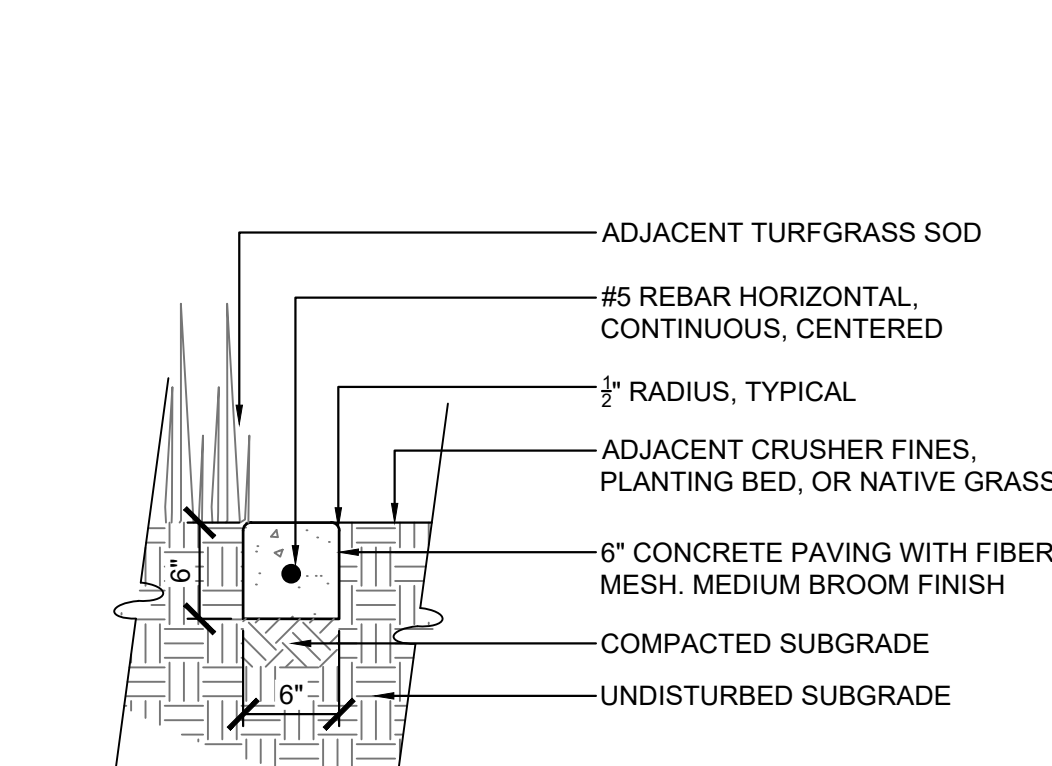 ADJACENT TURFGRASS SOD
#5 REBAR HORIZONTAL,
CONTINUOUS, CENTERED
1/2" RADIUS, TYPICAL
ADJACENT CRUSHER FINES,
PLANTING BED, OR NATIVE GRASS
6" CONCRETE PAVING WITH FIBER
MESH. MEDIUM BROOM FINISH
6"
COMPACTED SUBGRADE
6"
UNDISTURBED SUBGRADE